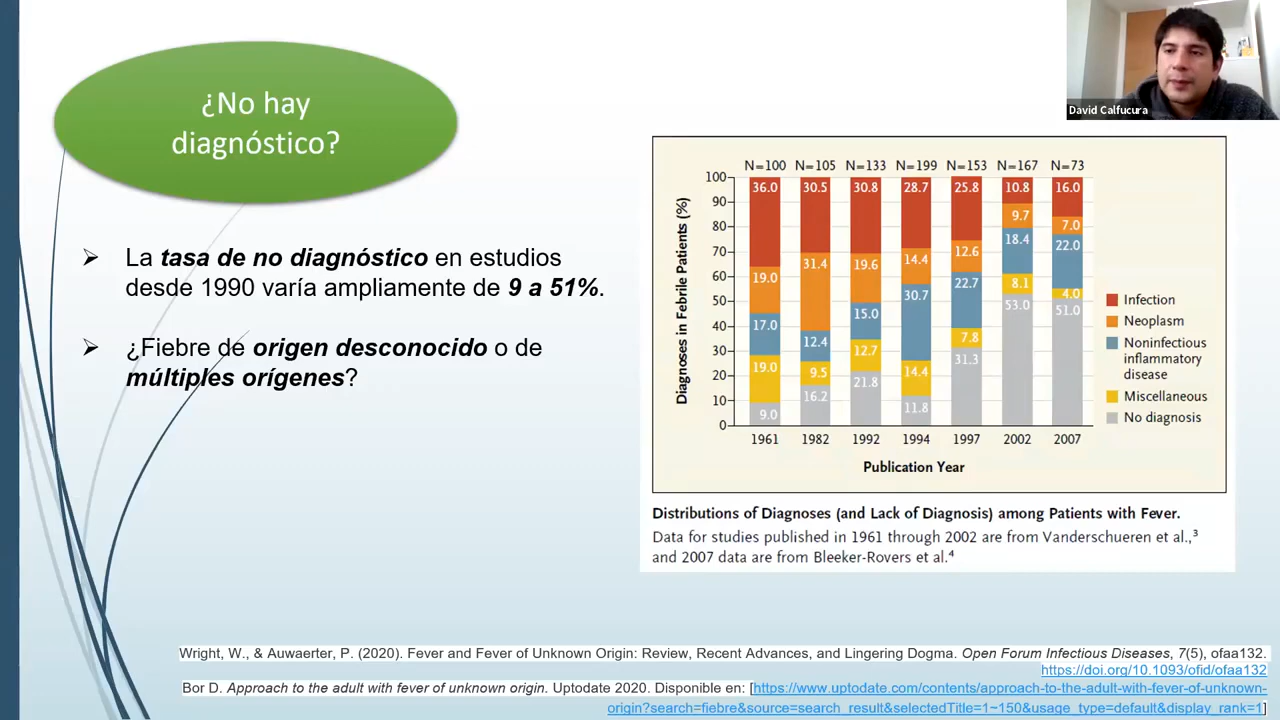 ¿No hay
diagnóstico?
David Calfucura
➢ La tasa de no diagnóstico en estudios
desde 1990 varía ampliamente de 9 a 51%.
➢ ¿Fiebre de origen desconocido o de
múltiples orígenes?
N=100 N=105 N=133 N=199 N=153 N=167 N=73
Diagnoses in Febrile Patients (%)
100
90
80
70
60
50
40
30
20
10
0
36.0 30.5 30.8 28.7 25.8 10.8 16.0
19.0 31.4 19.6 14.4 12.6 9.7 7.0
17.0 12.4 15.0 30.7 22.7 18.4 22.0
19.0 9.5 12.7 14.4 7.8 8.1 4.0
9.0 16.2 21.8 11.8 31.3 53.0 51.0
1961 1982 1992 1994 1997 2002 2007
Publication Year
Infection
Neoplasm
Noninfectious
inflammatory
disease
Miscellaneous
No diagnosis
Distributions of Diagnoses (and Lack of Diagnosis) among Patients with Fever.
Data for studies published in 1961 through 2002 are from Vanderschueren et al.,³
and 2007 data are from Bleeker-Rovers et al.⁴
Wright, W., & Auwaerter, P. (2020). Fever and Fever of Unknown Origin: Review, Recent Advances, and Lingering Dogma. Open Forum Infectious Diseases, 7(5), ofaa132.
https://doi.org/10.1093/ofid/ofaa132
Bor D. Approach to the adult with fever of unknown origin. Uptodate 2020. Disponible en: [https://www.uptodate.com/contents/approach-to-the-adult-with-fever-of-unknown-
origin?search=fiebre&source=search_result&selectedTitle=1~150&usage_type=default&display_rank=1]